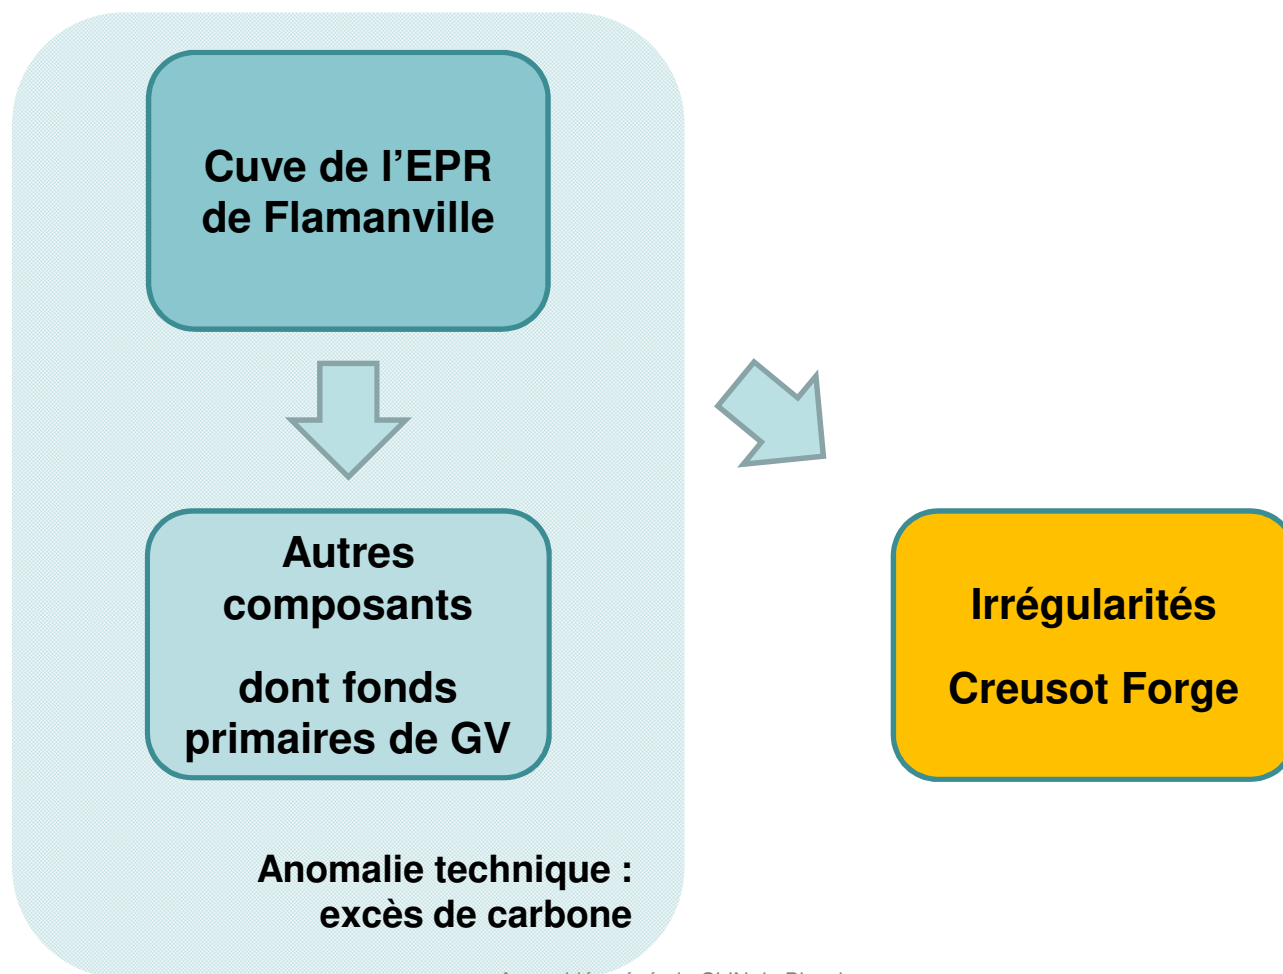 Cuve de l’EPR
de Flamanville
Autres
composants
dont fonds
primaires de GV
Irrégularités
Creusot Forge
Anomalie technique :
excès de carbone